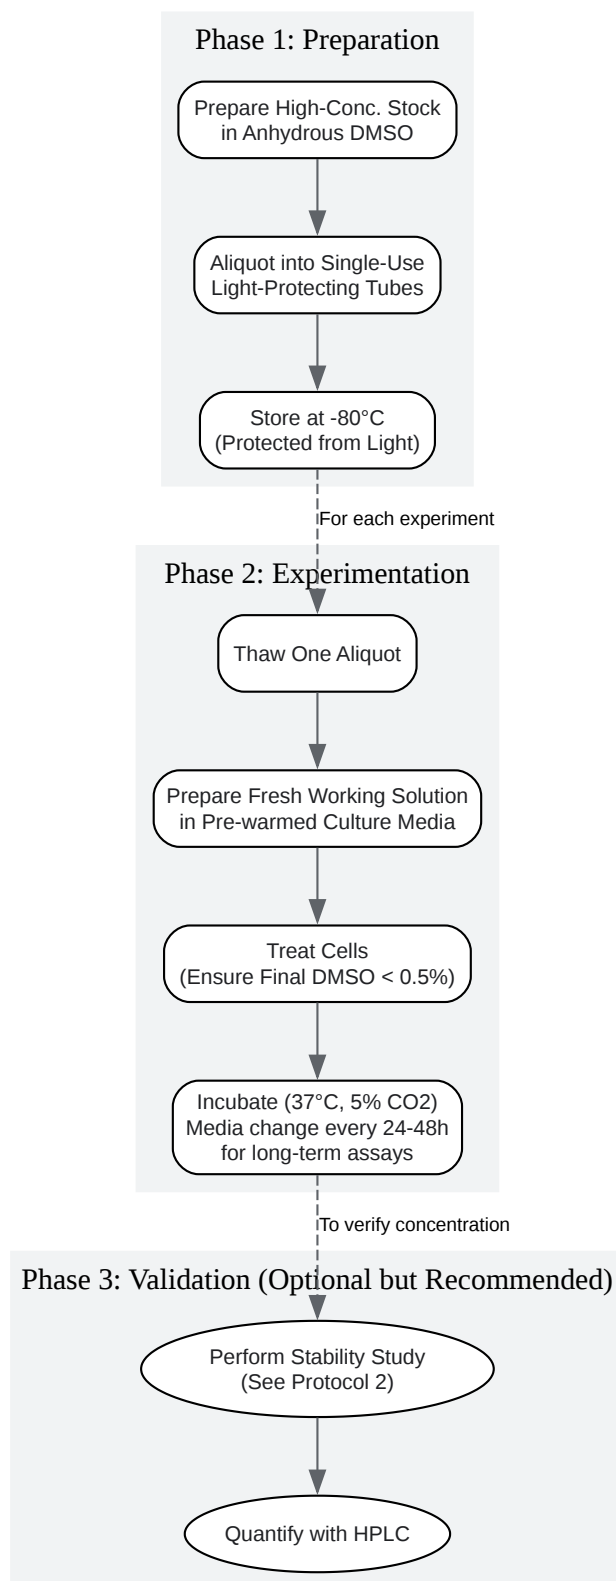 Phase 1: Preparation
Prepare High-Conc. Stock
in Anhydrous DMSO
Aliquot into Single-Use
Light-Protecting Tubes
Store at -80°C
(Protected from Light)
For each experiment
Phase 2: Experimentation
Thaw One Aliquot
Prepare Fresh Working Solution
in Pre-warmed Culture Media
Treat Cells
(Ensure Final DMSO < 0.5%)
Incubate (37°C, 5% CO2)
Media change every 24-48h
for long-term assays
To verify concentration
Phase 3: Validation (Optional but Recommended)
Perform Stability Study
(See Protocol 2)
Quantify with HPLC